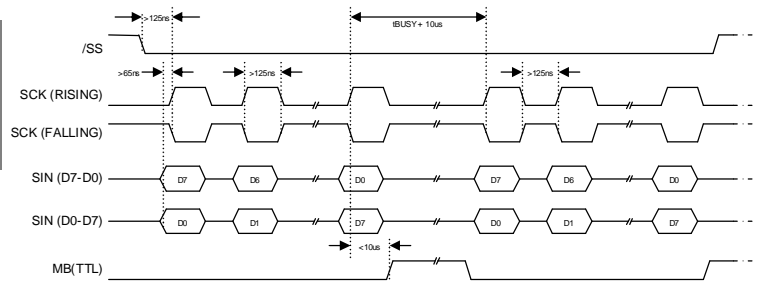 >125ns
tBUSY+ 10us
/SS
>65ns
>125ns
>125ns
SCK (RISING)
SCK (FALLING)
SIN (D7-D0)
D7
D6
D0
D7
D6
D0
SIN (D0-D7)
D0
D1
D7
D0
D1
D7
<10us
MB(TTL)